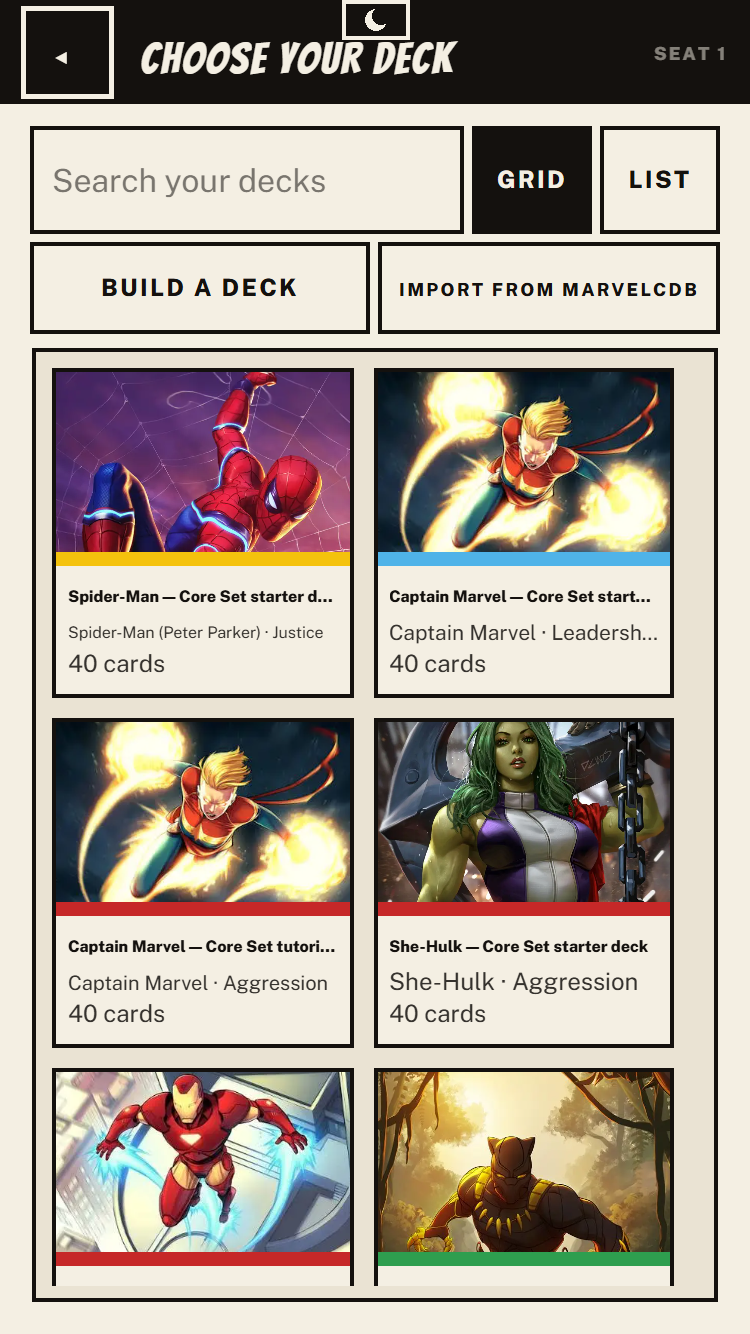 ◄
CHOOSE YOUR DECK
SEAT 1
Search your decks
GRID
LIST
BUILD A DECK
IMPORT FROM MARVELCDB
Spider-Man — Core Set starter d...
Spider-Man (Peter Parker) · Justice
40 cards
Captain Marvel — Core Set start...
Captain Marvel · Leadersh...
40 cards
Captain Marvel — Core Set tutori...
Captain Marvel · Aggression
40 cards
She-Hulk — Core Set starter deck
She-Hulk · Aggression
40 cards